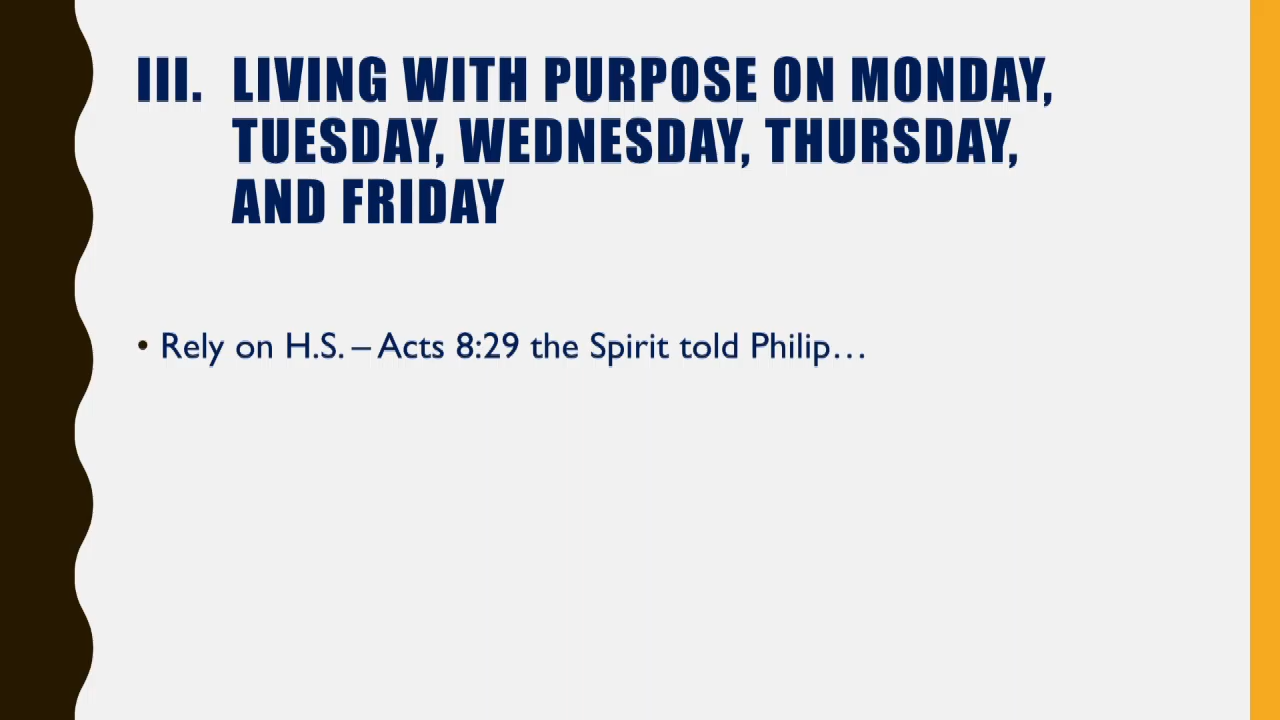 III. LIVING WITH PURPOSE ON MONDAY,
TUESDAY, WEDNESDAY, THURSDAY,
AND FRIDAY
• Rely on H.S. – Acts 8:29 the Spirit told Philip…